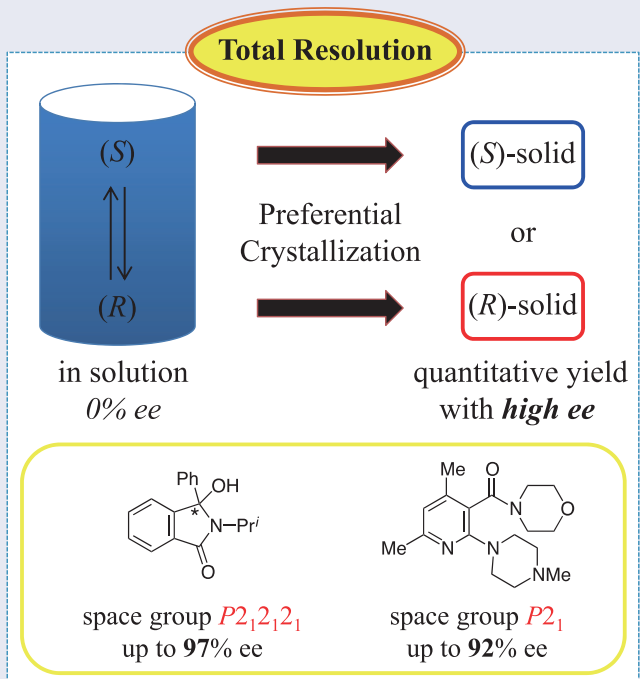 Total Resolution
(S)
(R)
in solution
0% ee
Preferential
Crystallization
(S)-solid
or
(R)-solid
quantitative yield
with high ee
Ph
OH
*
N–Prⁱ
O
space group P2₁2₁2₁
up to 97% ee
Me
O
N
O
Me
N
N
NMe
space group P2₁
up to 92% ee